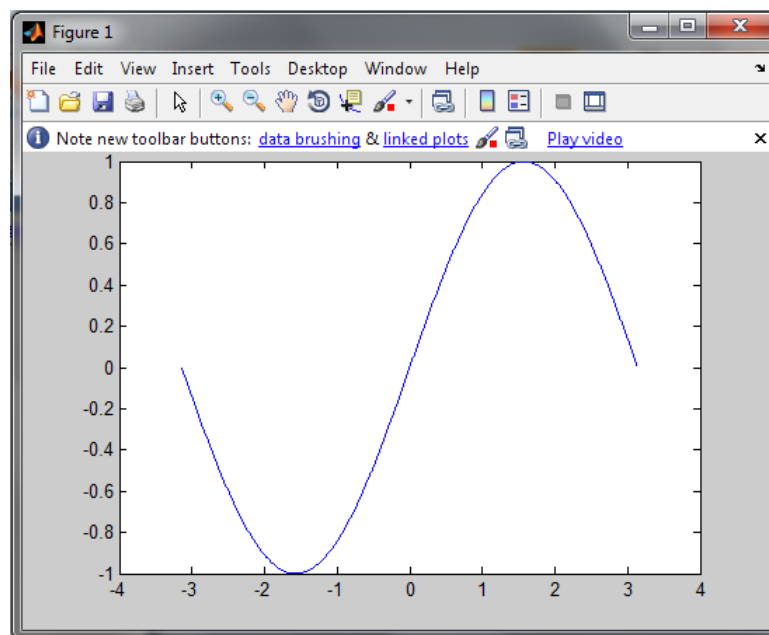 Figure 1
File Edit View Insert Tools Desktop Window Help
Note new toolbar buttons: data brushing & linked plots Play video
1
0.8
0.6
0.4
0.2
0
-0.2
-0.4
-0.6
-0.8
-1
-4 -3 -2 -1 0 1 2 3 4